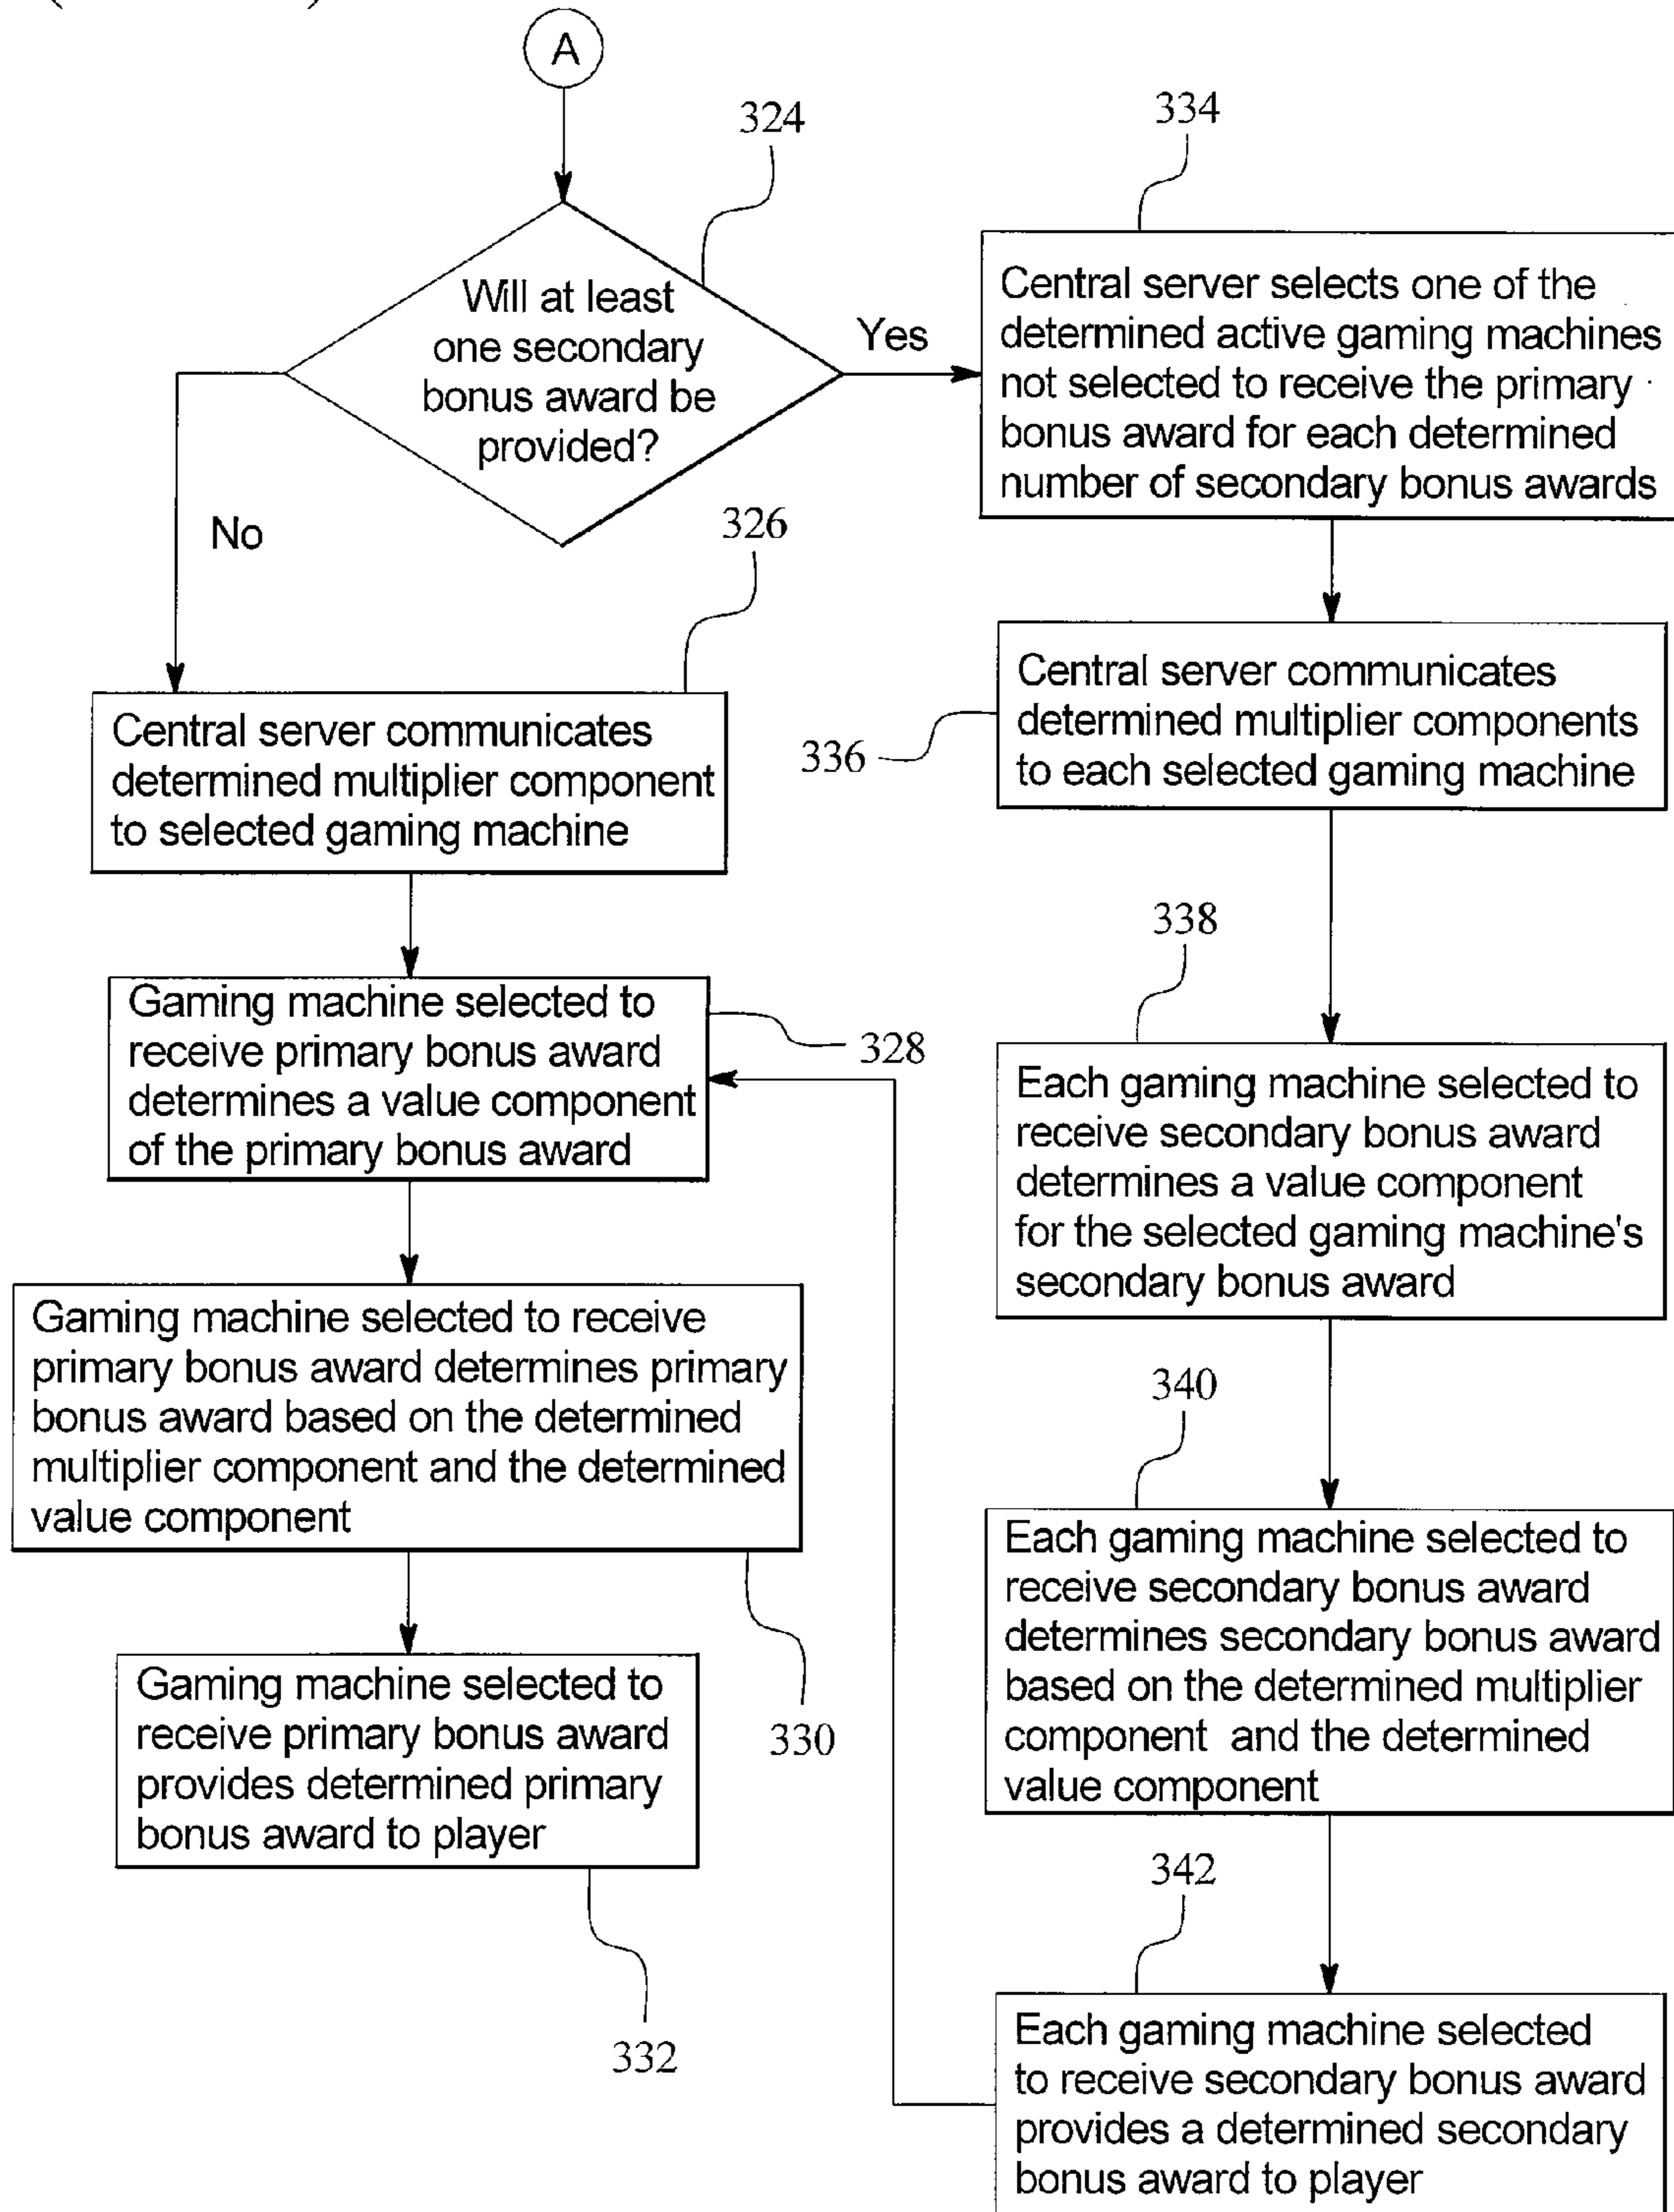 A
324
334
Will at least
one secondary
bonus award be
provided?
Yes
No
Central server selects one of the
determined active gaming machines
not selected to receive the primary
bonus award for each determined
number of secondary bonus awards
326
Central server communicates
determined multiplier component
to selected gaming machine
336
Central server communicates
determined multiplier components
to each selected gaming machine
328
Gaming machine selected to
receive primary bonus award
determines a value component
of the primary bonus award
338
Each gaming machine selected to
receive secondary bonus award
determines a value component
for the selected gaming machine's
secondary bonus award
Gaming machine selected to receive
primary bonus award determines primary
bonus award based on the determined
multiplier component and the determined
value component
330
340
Each gaming machine selected to
receive secondary bonus award
determines secondary bonus award
based on the determined multiplier
component and the determined
value component
Gaming machine selected to
receive primary bonus award
provides determined primary
bonus award to player
332
342
Each gaming machine selected
to receive secondary bonus award
provides a determined secondary
bonus award to player